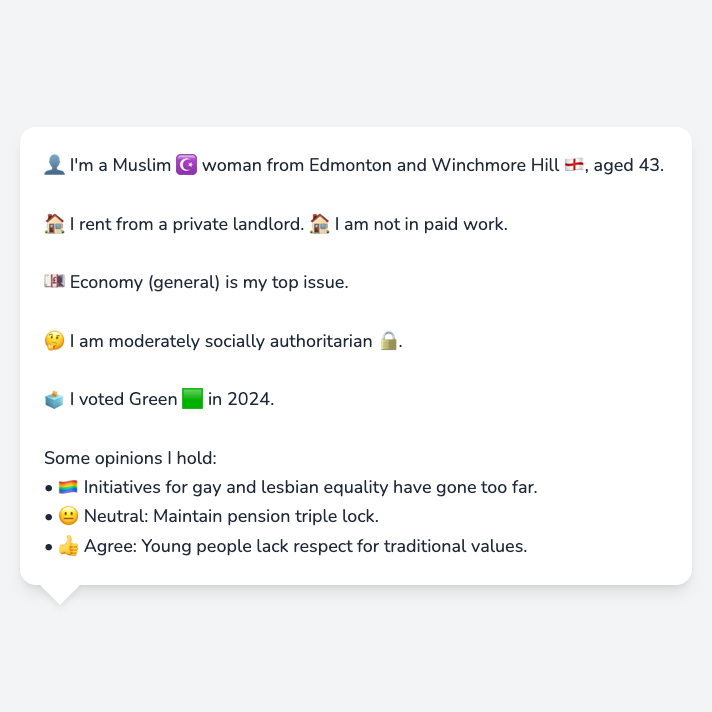 👤 I'm a Muslim ☪️ woman from Edmonton and Winchmore Hill 🏴󠁧󠁢󠁥󠁮󠁧󠁿, aged 43.
🏠 I rent from a private landlord. 🏠 I am not in paid work.
💷 Economy (general) is my top issue.
🤔 I am moderately socially authoritarian 🔒.
🗳️ I voted Green 🟩 in 2024.
Some opinions I hold:
• 🏳️‍🌈 Initiatives for gay and lesbian equality have gone too far.
• 😐 Neutral: Maintain pension triple lock.
• 👍 Agree: Young people lack respect for traditional values.